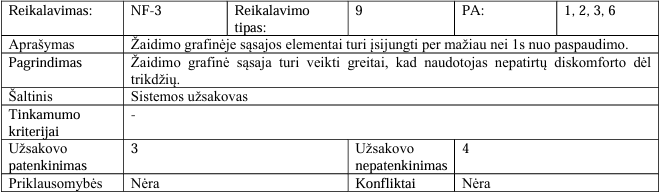 Reikalavimas: NF-3 Reikalavimo tipas: 9 PA: 1, 2, 3, 6
Aprašymas Žaidimo grafinėje sąsajos elementai turi įsijungti per mažiau nei 1s nuo paspaudimo.
Pagrindimas Žaidimo grafinė sąsaja turi veikti greitai, kad naudotojas nepatirtų diskomforto dėl
trikdžių.
Šaltinis Sistemos užsakovas
Tinkamumo kriterijai -
Užsakovo patenkinimas 3 Užsakovo nepatenkinimas 4
Priklausomybės Nėra Konfliktai Nėra